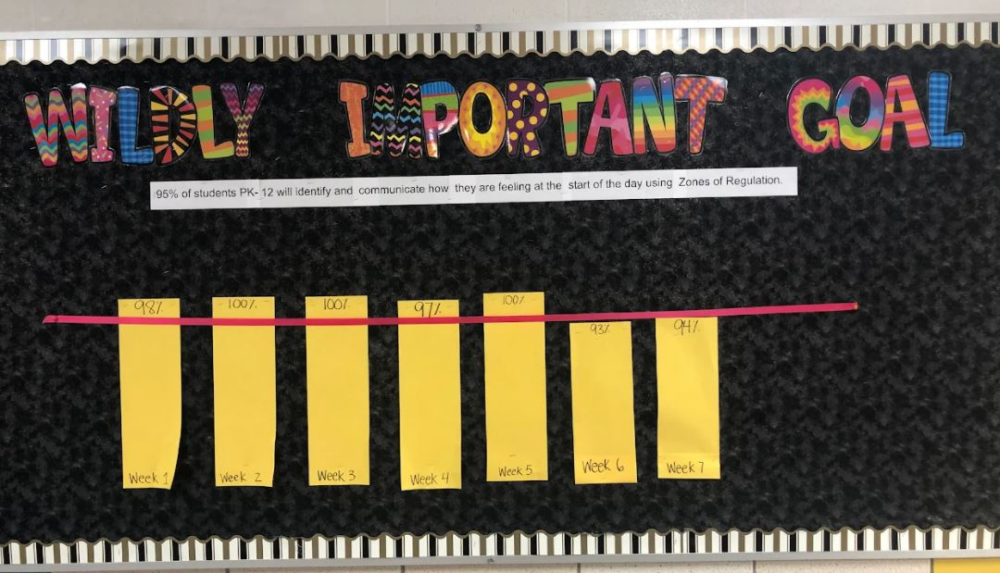 WILDLY IMPORTANT GOAL
95% of students PK- 12 will identify and communicate how they are feeling at the start of the day using Zones of Regulation.
98% 100% 100% 97% 100% 93% 94%
Week 1 Week 2 Week 3 Week 4 Week 5 Week 6 Week 7